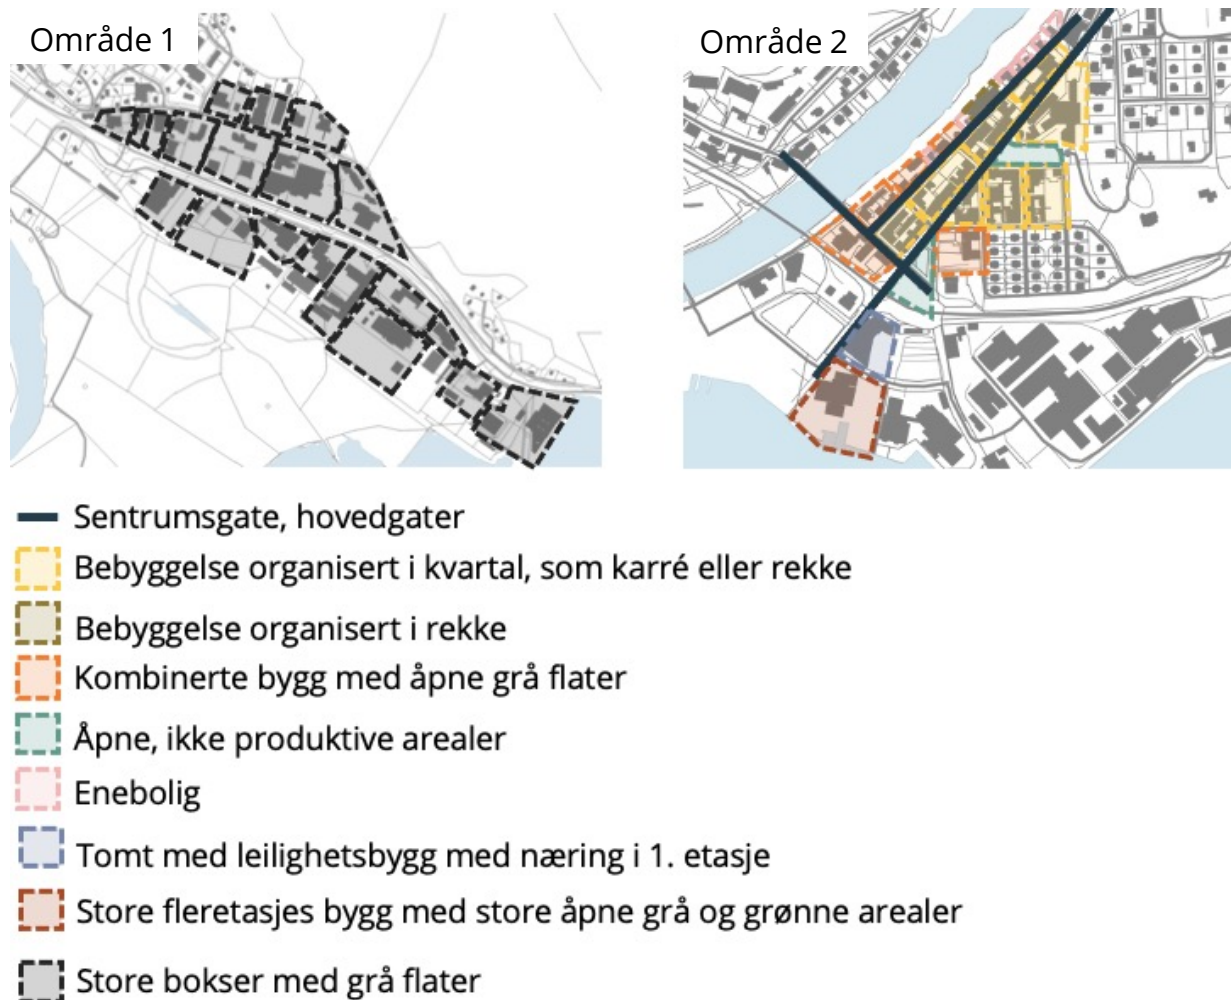 Område 1
Område 2
Sentrumsgate, hovedgater
Bebyggelse organisert i kvartal, som karré eller rekke
Bebyggelse organisert i rekke
Kombinerte bygg med åpne grå flater
Åpne, ikke produktive arealer
Enebolig
Tomt med leilighetsbygg med næring i 1. etasje
Store fleretasjes bygg med store åpne grå og grønne arealer
Store bokser med grå flater